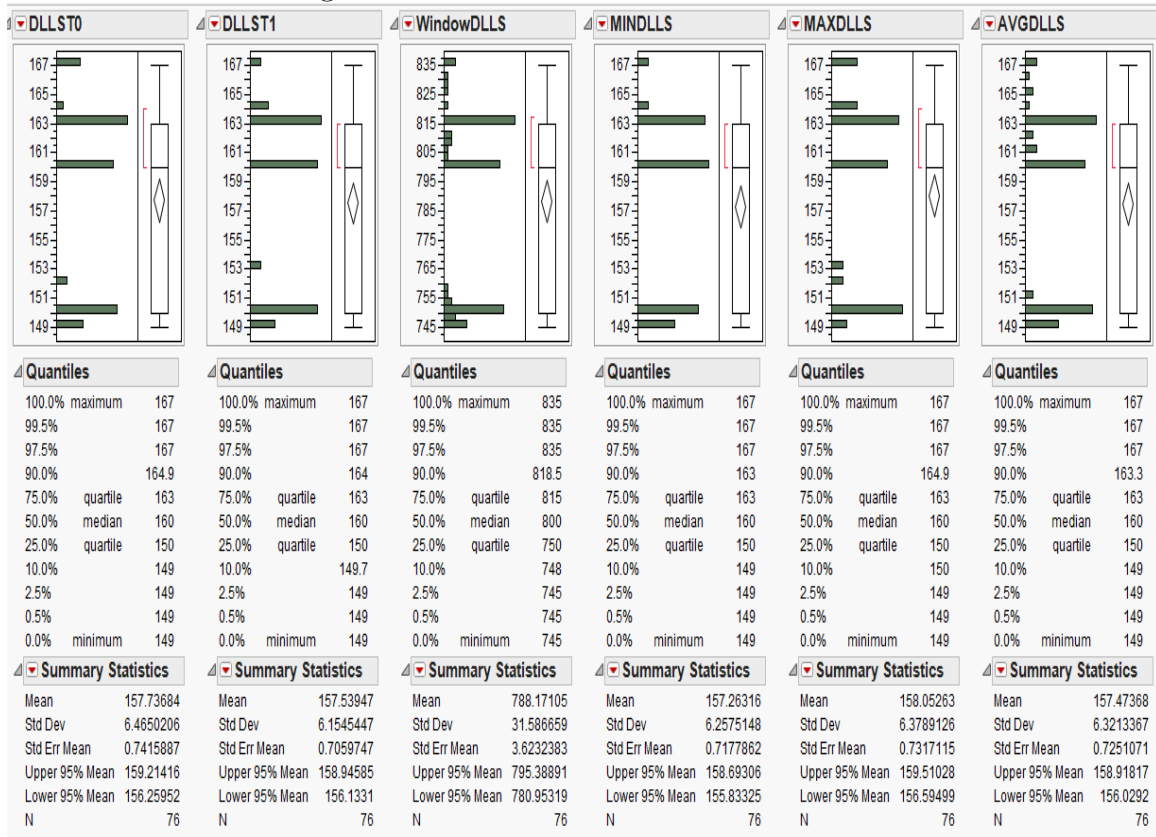 DLLST0 DLLST1 WindowDLLS MINDLLS MAXDLLS AVGDLLS
167 167 835 167 167 167
165 165 825 165 165 165
163 163 815 163 163 163
161 161 805 161 161 161
159 159 795 159 159 159
157 157 785 157 157 157
155 155 775 155 155 155
153 153 765 153 153 153
151 151 755 151 151 151
149 149 745 149 149 149
Quantiles Quantiles Quantiles Quantiles Quantiles Quantiles
100.0% maximum 167 100.0% maximum 167 100.0% maximum 835 100.0% maximum 167 100.0% maximum 167 100.0% maximum 167
99.5% 167 99.5% 167 99.5% 835 99.5% 167 99.5% 167 99.5% 167
97.5% 167 97.5% 167 97.5% 835 97.5% 167 97.5% 167 97.5% 167
90.0% 164.9 90.0% 164 90.0% 818.5 90.0% 163 90.0% 164.9 90.0% 163.3
75.0% quartile 163 75.0% quartile 163 75.0% quartile 815 75.0% quartile 163 75.0% quartile 163 75.0% quartile 163
50.0% median 160 50.0% median 160 50.0% median 800 50.0% median 160 50.0% median 160 50.0% median 160
25.0% quartile 150 25.0% quartile 150 25.0% quartile 750 25.0% quartile 150 25.0% quartile 150 25.0% quartile 150
10.0% 149 10.0% 149.7 10.0% 748 10.0% 149 10.0% 150 10.0% 149
2.5% 149 2.5% 149 2.5% 745 2.5% 149 2.5% 149 2.5% 149
0.5% 149 0.5% 149 0.5% 745 0.5% 149 0.5% 149 0.5% 149
0.0% minimum 149 0.0% minimum 149 0.0% minimum 745 0.0% minimum 149 0.0% minimum 149 0.0% minimum 149
Summary Statistics Summary Statistics Summary Statistics Summary Statistics Summary Statistics Summary Statistics
Mean 157.73684 Mean 157.53947 Mean 788.17105 Mean 157.26316 Mean 158.05263 Mean 157.47368
Std Dev 6.4650206 Std Dev 6.1545447 Std Dev 31.586659 Std Dev 6.2575148 Std Dev 6.3789126 Std Dev 6.3213367
Std Err Mean 0.7415887 Std Err Mean 0.7059747 Std Err Mean 3.6232383 Std Err Mean 0.7177862 Std Err Mean 0.7317115 Std Err Mean 0.7251071
Upper 95% Mean 159.21416 Upper 95% Mean 158.94585 Upper 95% Mean 795.38891 Upper 95% Mean 158.69306 Upper 95% Mean 159.51028 Upper 95% Mean 158.91817
Lower 95% Mean 156.25952 Lower 95% Mean 156.1331 Lower 95% Mean 780.95319 Lower 95% Mean 155.83325 Lower 95% Mean 156.59499 Lower 95% Mean 156.0292
N 76 N 76 N 76 N 76 N 76 N 76